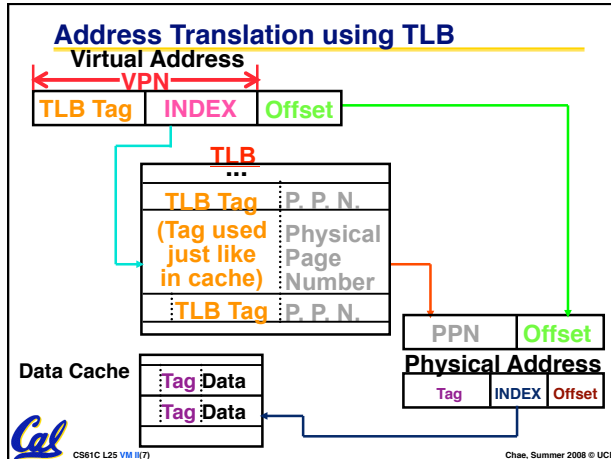 Address Translation using TLB
Virtual Address
VPN
TLB Tag INDEX Offset
TLB
...
TLB Tag P. P. N.
(Tag used just like in cache)
Physical Page Number
TLB Tag P. P. N.
PPN Offset
Physical Address
Tag INDEX Offset
Data Cache
Tag Data
Tag Data
Cal
CS61C L25 VM II(7)
Chae, Summer 2008 © UCB